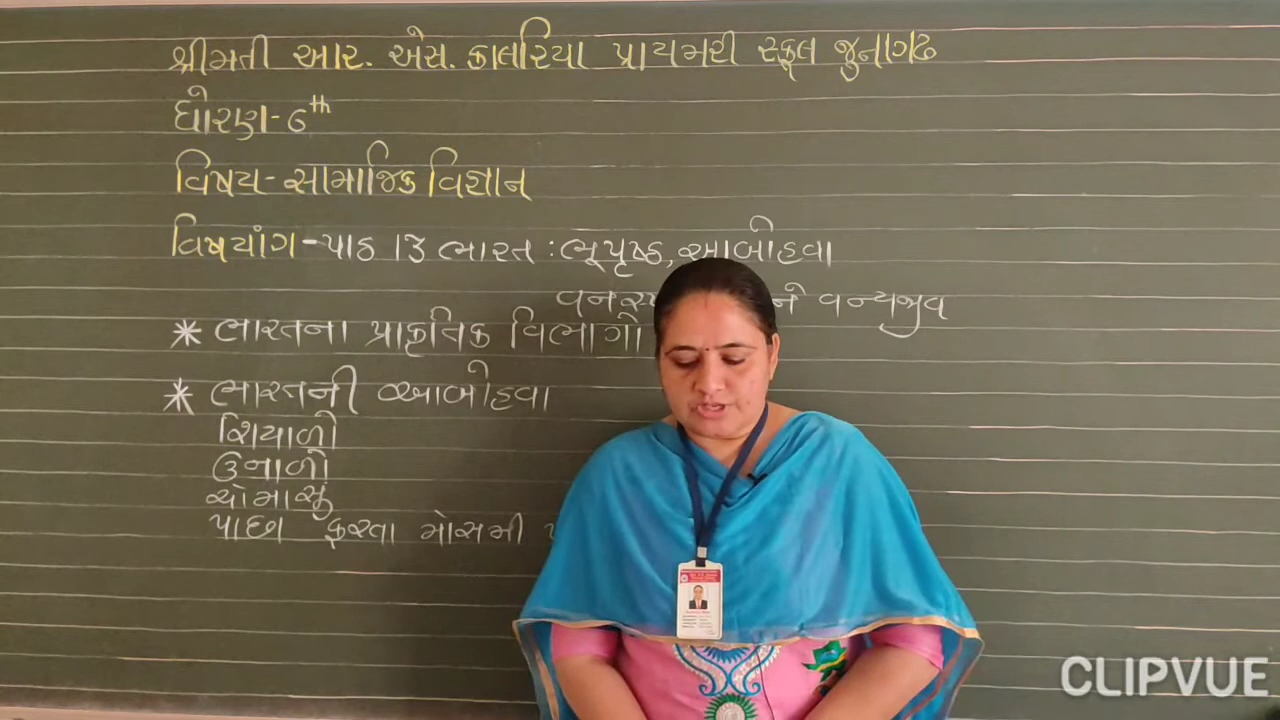 શ્રીમતી આર. એસ. કાલરિયા પ્રાયમરી સ્કૂલ જુનાગઢ
ધોરણ-6th
વિષય-સામાજિક વિજ્ઞાન
વિષયાંગ-પાઠ 13 ભારત : ભૂપૃષ્ઠ, આબોહવા
વન્યજીવ
* ભારતના પ્રાકૃતિક વિભાગો
* ભારતની આબોહવા
શિયાળો
ઉનાળો
ચોમાસું
પાછા ફરતા મોસમી
CLIPVUE